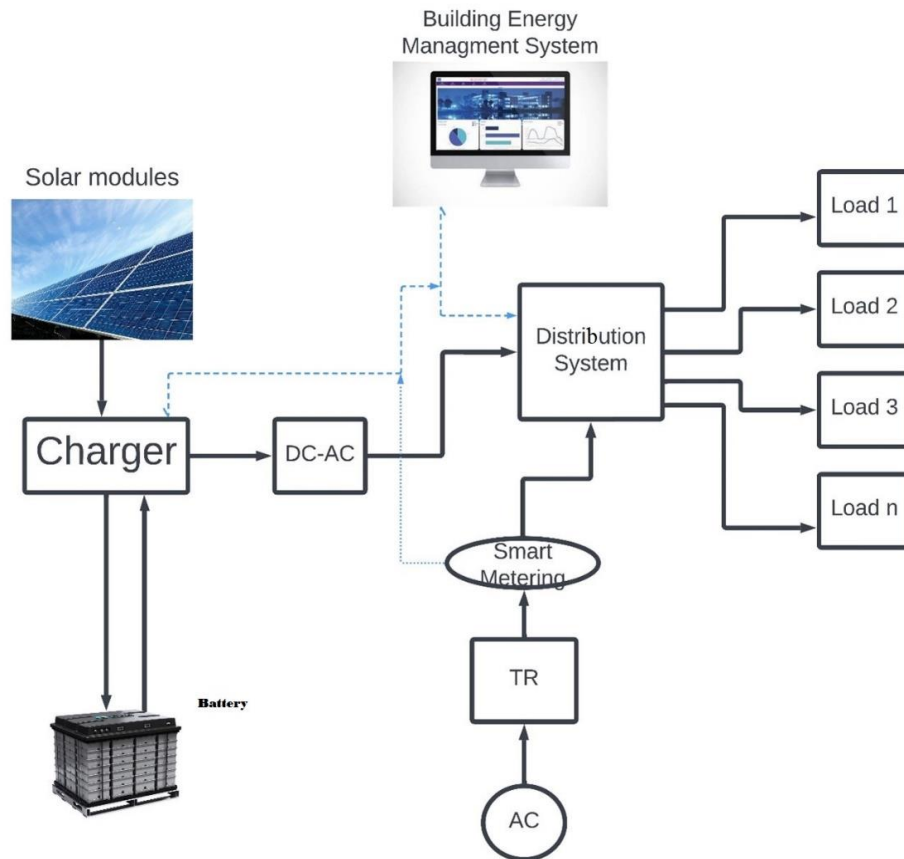 Building Energy
Managment System
Solar modules
Load 1
Load 2
Distribution
System
Load 3
Charger
DC-AC
Load n
Smart
Metering
TR
Battery
AC